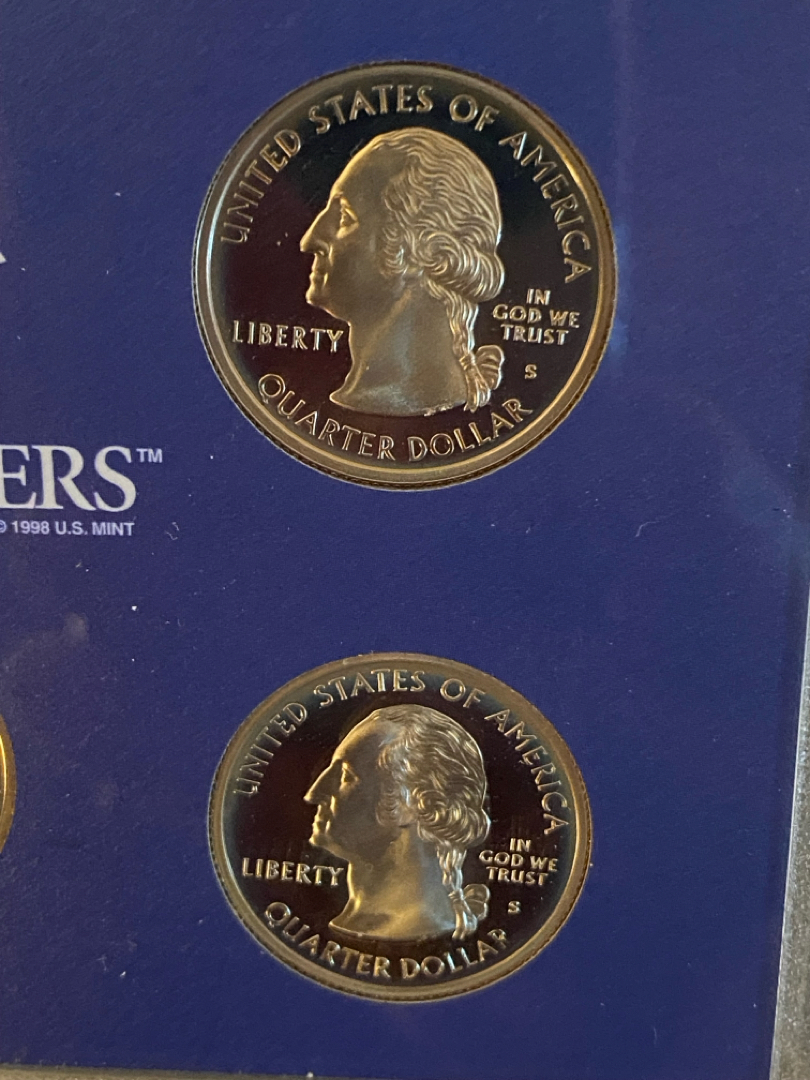 UNITED STATES OF AMERICA
LIBERTY
IN
GOD WE
TRUST
S
QUARTER DOLLAR
ERS™
© 1998 U.S. MINT
UNITED STATES OF AMERICA
LIBERTY
IN
GOD WE
TRUST
S
QUARTER DOLLAR